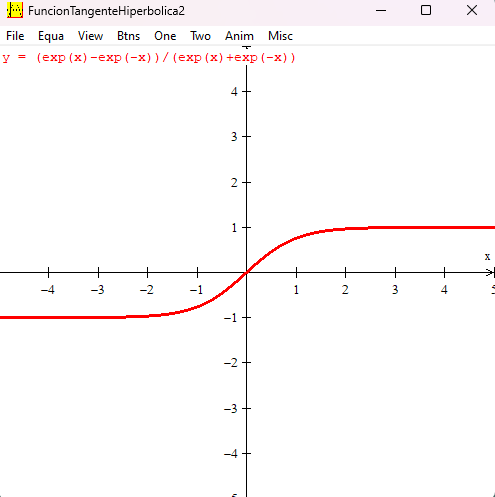 FuncionTangenteHiperbolica2
File Equa View Btns One Two Anim Misc
y = (exp(x)-exp(-x))/(exp(x)+exp(-x))
4
3
2
1
x
-4 -3 -2 -1 1 2 3 4 5
-1
-2
-3
-4